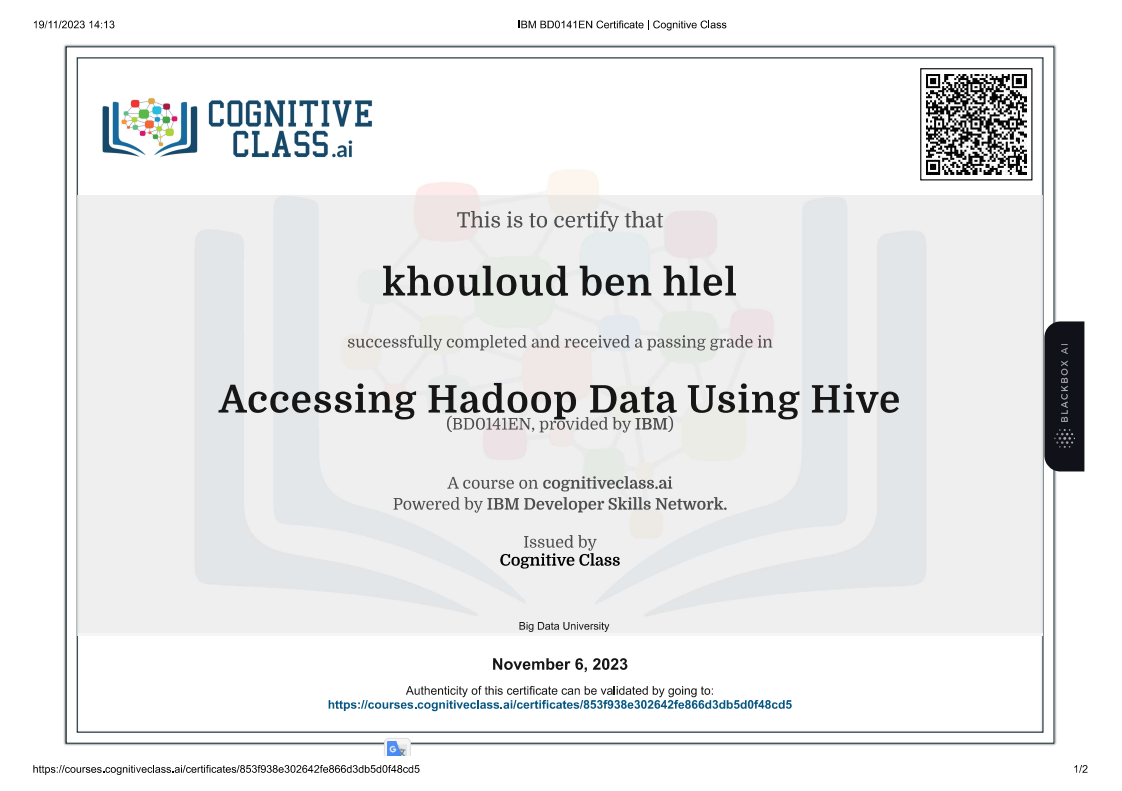 19/11/2023 14:13
IBM BD0141EN Certificate | Cognitive Class
COGNITIVE
CLASS.ai
This is to certify that
khouloud ben hlel
successfully completed and received a passing grade in
Accessing Hadoop Data Using Hive
(BD0141EN, provided by IBM)
A course on cognitiveclass.ai
Powered by IBM Developer Skills Network.
Issued by
Cognitive Class
Big Data University
November 6, 2023
Authenticity of this certificate can be validated by going to:
https://courses.cognitiveclass.ai/certificates/853f938e302642fe866d3db5d0f48cd5
BLACKBOX AI
G
https://courses.cognitiveclass.ai/certificates/853f938e302642fe866d3db5d0f48cd5
1/2